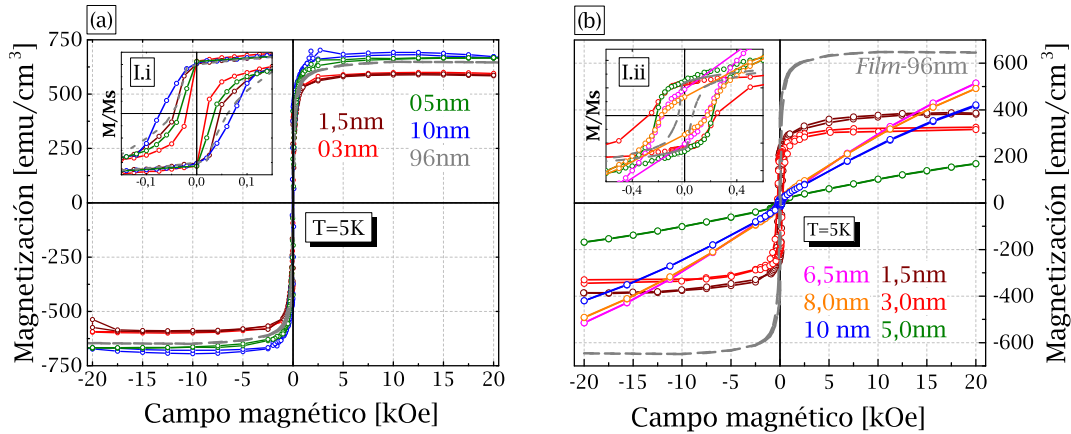 (a)
Magnetización [emu/cm³]
750
500
250
0
-250
-500
-750
-20 -15 -10 -5 0 5 10 15 20
Campo magnético [kOe]
I.i
M/Ms
-0,1 0,0 0,1
05nm
1,5nm 10nm
03nm 96nm
T=5K
(b)
Film-96nm
I.ii
M/Ms
-0,4 0,0 0,4
T=5K
6,5nm 1,5nm
8,0nm 3,0nm
10 nm 5,0nm
600
400
200
0
-200
-400
-600
Magnetización [emu/cm³]
-20 -15 -10 -5 0 5 10 15 20
Campo magnético [kOe]